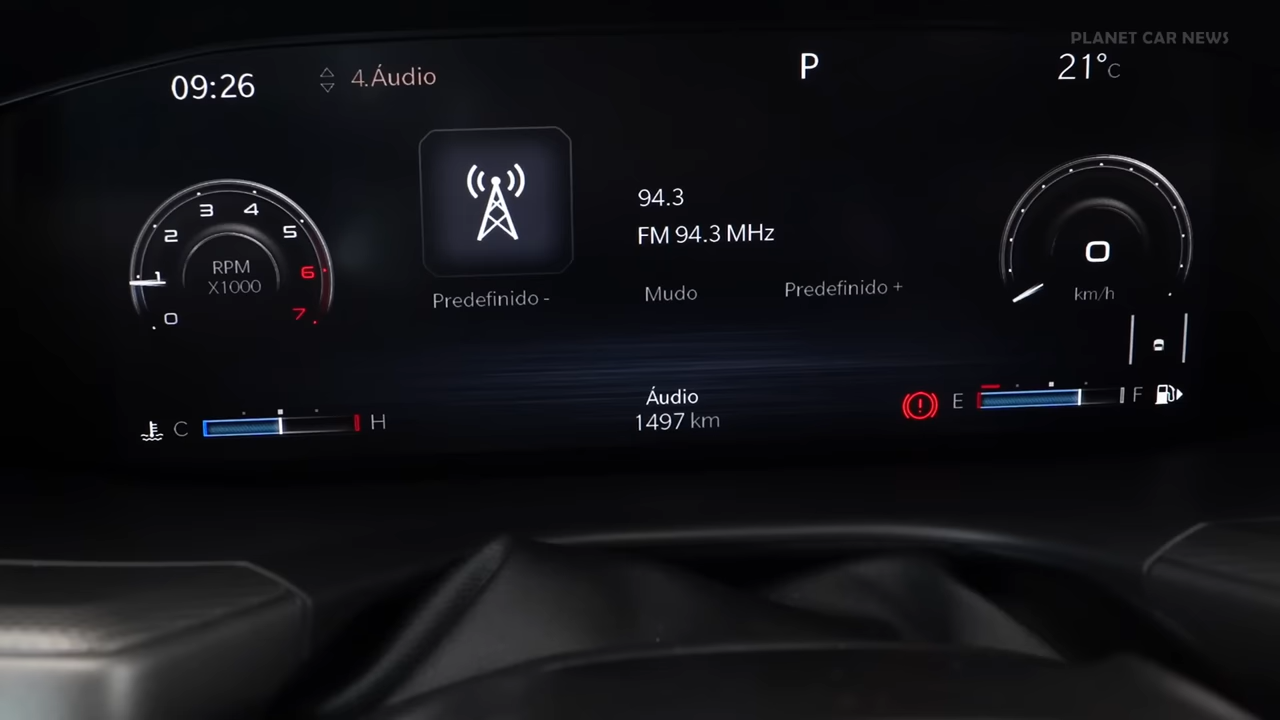 PLANET CAR NEWS
09:26
4.Áudio
P
21°C
3 4
2 5
1 6
0 7
RPM
X1000
94.3
FM 94.3 MHz
Predefinido -
Mudo
Predefinido +
0
km/h
Áudio
1497 km
C H
E F